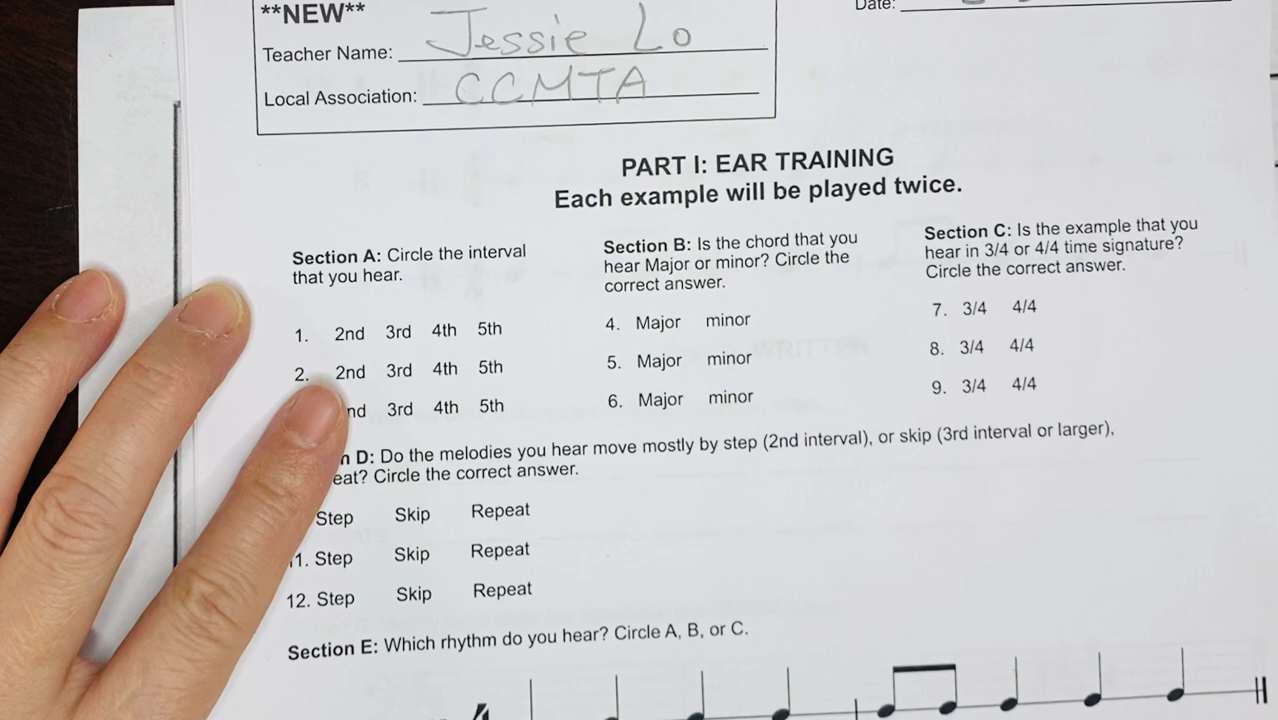 **NEW**
Date:
Teacher Name: Jessie Lo
Local Association: CCMTA
PART I: EAR TRAINING
Each example will be played twice.
Section A: Circle the interval
that you hear.
1. 2nd 3rd 4th 5th
2. 2nd 3rd 4th 5th
nd 3rd 4th 5th
Section B: Is the chord that you
hear Major or minor? Circle the
correct answer.
4. Major minor
5. Major minor
6. Major minor
Section C: Is the example that you
hear in 3/4 or 4/4 time signature?
Circle the correct answer.
7. 3/4 4/4
8. 3/4 4/4
9. 3/4 4/4
n D: Do the melodies you hear move mostly by step (2nd interval), or skip (3rd interval or larger),
eat? Circle the correct answer.
Step Skip Repeat
11. Step Skip Repeat
12. Step Skip Repeat
Section E: Which rhythm do you hear? Circle A, B, or C.
4